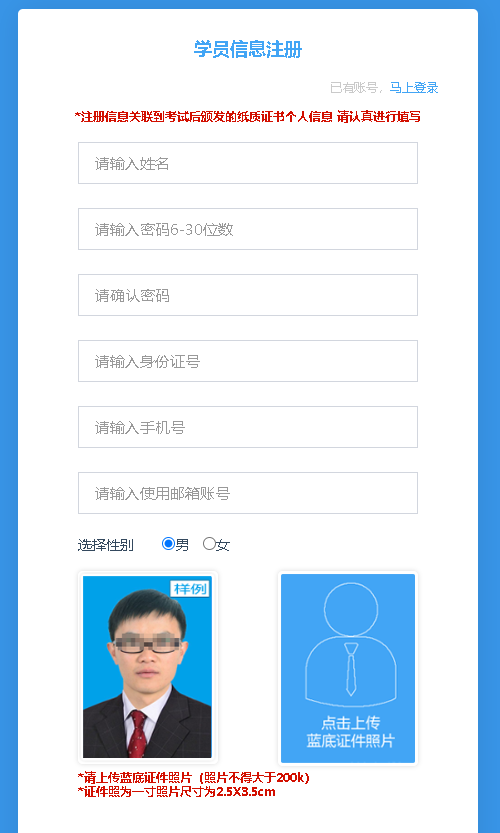 学员信息注册
已有账号，马上登录
*注册信息关联到考试后颁发的纸质证书个人信息 请认真进行填写
请输入姓名
请输入密码6-30位数
请确认密码
请输入身份证号
请输入手机号
请输入使用邮箱账号
选择性别 男 女
样例
点击上传
蓝底证件照片
*请上传蓝底证件照片（照片不得大于200k）
*证件照为一寸照片尺寸为2.5X3.5cm